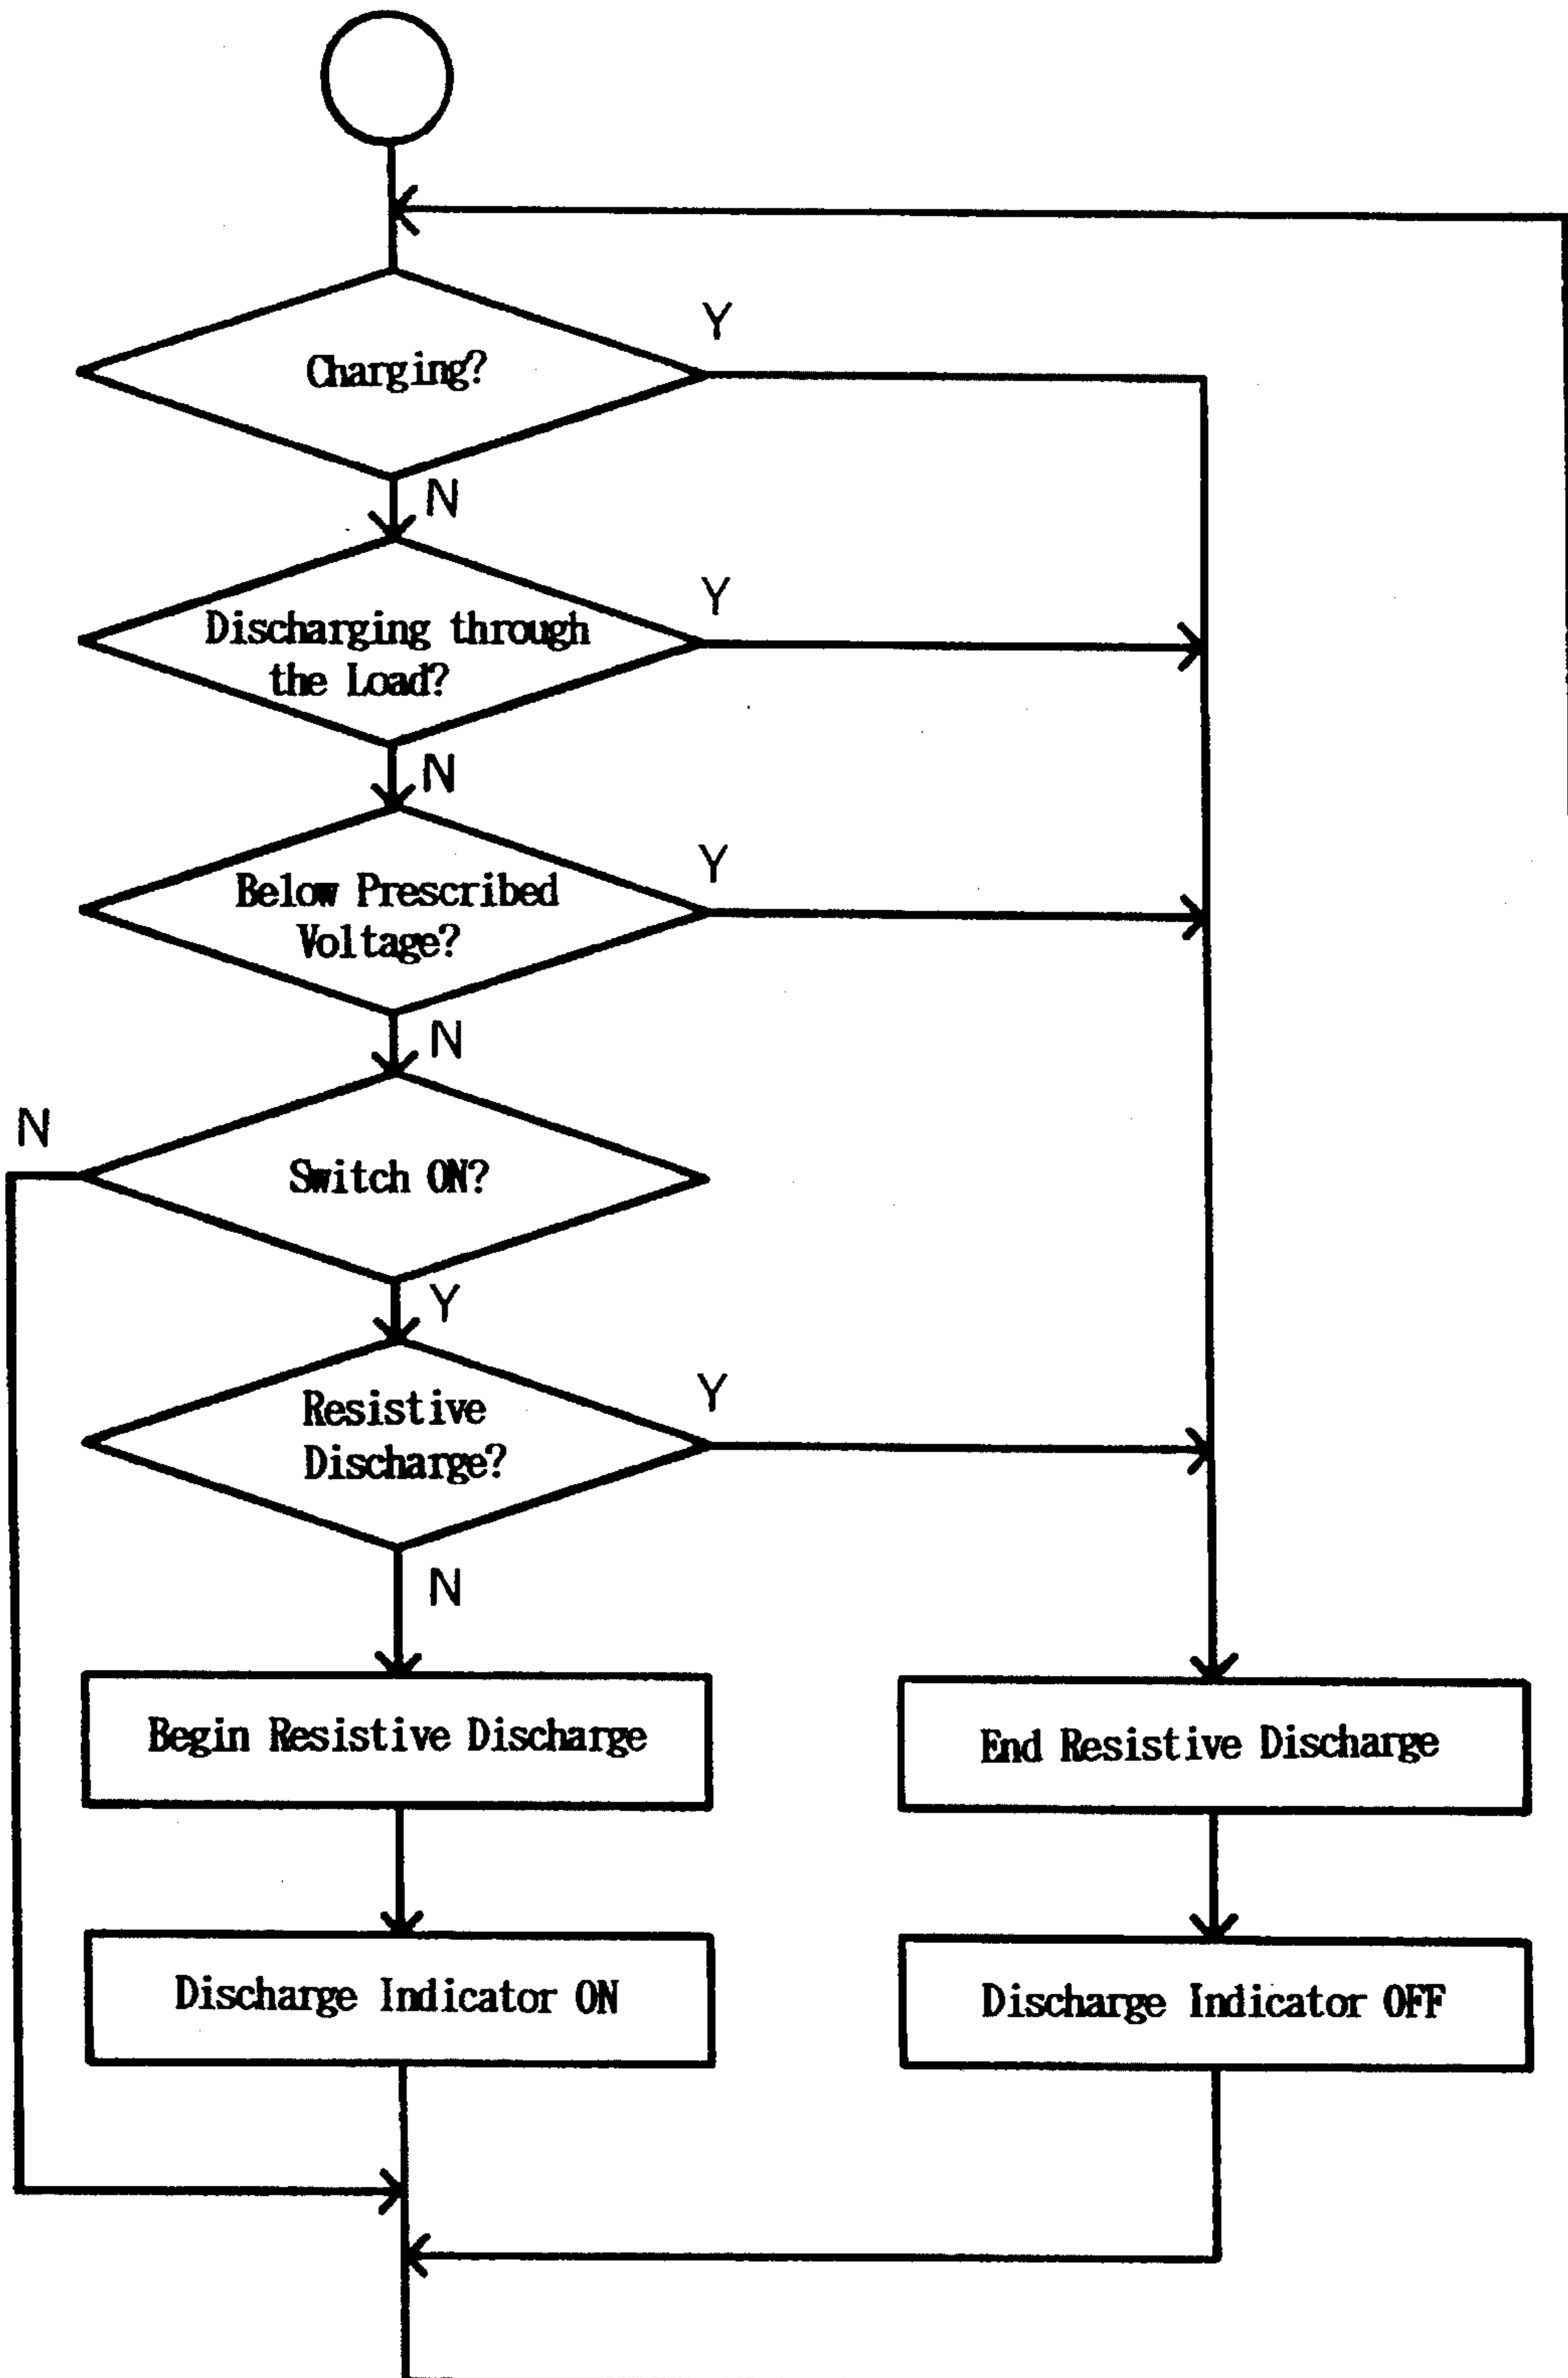 Y
Charging?
N
Y
Discharging through
the Load?
N
Y
Below Prescribed
Voltage?
N
N
Switch ON?
Y
Y
Resistive
Discharge?
N
Begin Resistive Discharge
End Resistive Discharge
Discharge Indicator ON
Discharge Indicator OFF